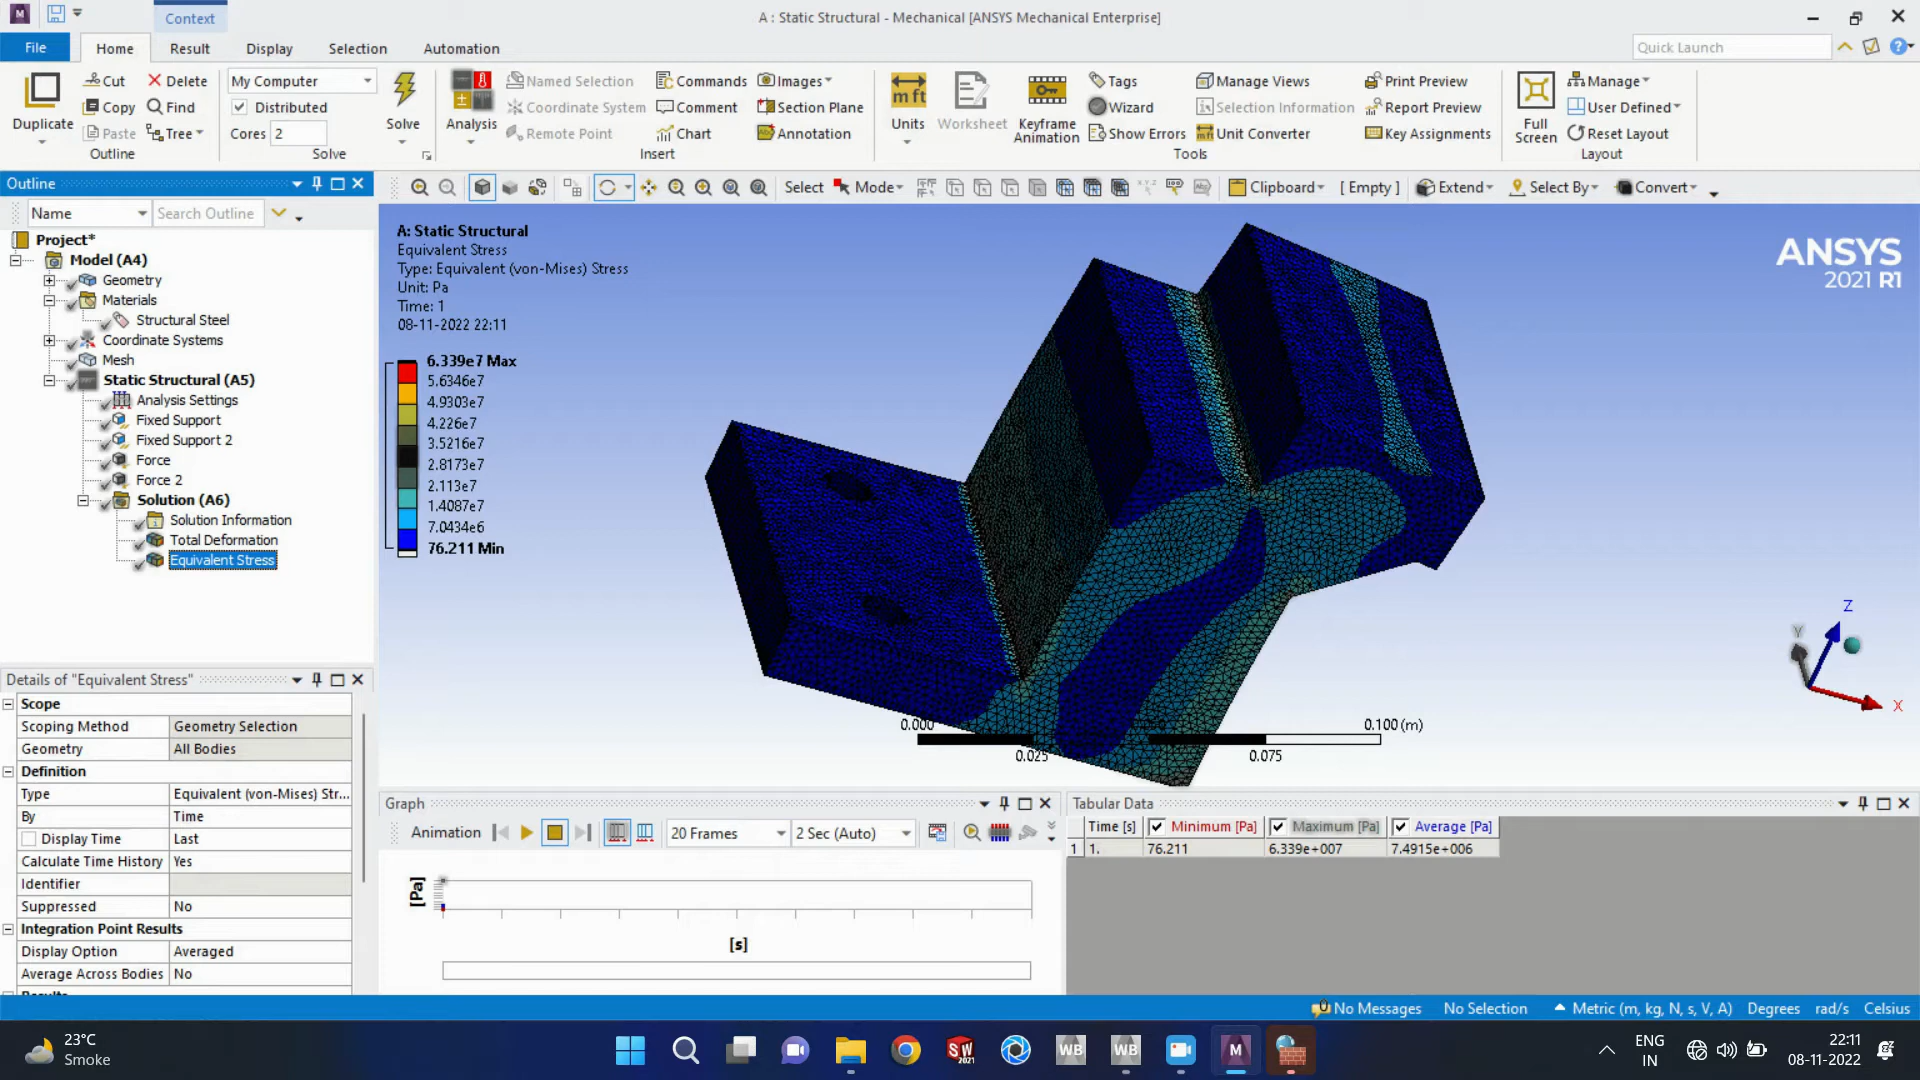 Context
A : Static Structural - Mechanical [ANSYS Mechanical Enterprise]
File
Home
Result
Display
Selection
Automation
Quick Launch
Duplicate
Cut
Delete
Copy
Find
Paste
Tree
Outline
My Computer
Distributed
Cores 2
Solve
Solve
Analysis
Named Selection
Coordinate System
Remote Point
Commands
Comment
Chart
Images
Section Plane
Annotation
Insert
Units
Worksheet
Keyframe
Animation
Tags
Wizard
Show Errors
Manage Views
Selection Information
Unit Converter
Print Preview
Report Preview
Key Assignments
Tools
Full
Screen
Manage
User Defined
Reset Layout
Layout
Outline
Name
Search Outline
Select
Mode
Clipboard
[ Empty ]
Extend
Select By
Convert
Project*
Model (A4)
Geometry
Materials
Structural Steel
Coordinate Systems
Mesh
Static Structural (A5)
Analysis Settings
Fixed Support
Fixed Support 2
Force
Force 2
Solution (A6)
Solution Information
Total Deformation
Equivalent Stress
A: Static Structural
Equivalent Stress
Type: Equivalent (von-Mises) Stress
Unit: Pa
Time: 1
08-11-2022 22:11
6.339e7 Max
5.6346e7
4.9303e7
4.226e7
3.5216e7
2.8173e7
2.113e7
1.4087e7
7.0434e6
76.211 Min
ANSYS
2021 R1
0.000
0.100 (m)
0.025
0.075
Z
Y
X
Details of "Equivalent Stress"
Scope
Scoping Method Geometry Selection
Geometry All Bodies
Definition
Type Equivalent (von-Mises) Str...
By Time
Display Time Last
Calculate Time History Yes
Identifier
Suppressed No
Integration Point Results
Display Option Averaged
Average Across Bodies No
Results
Graph
Animation
20 Frames
2 Sec (Auto)
[Pa]
[s]
Tabular Data
Time [s] Minimum [Pa] Maximum [Pa] Average [Pa]
1 1. 76.211 6.339e+007 7.4915e+006
No Messages
No Selection
Metric (m, kg, N, s, V, A)
Degrees
rad/s
Celsius
23°C
Smoke
SW
2021
WB
WB
M
ENG
IN
22:11
08-11-2022